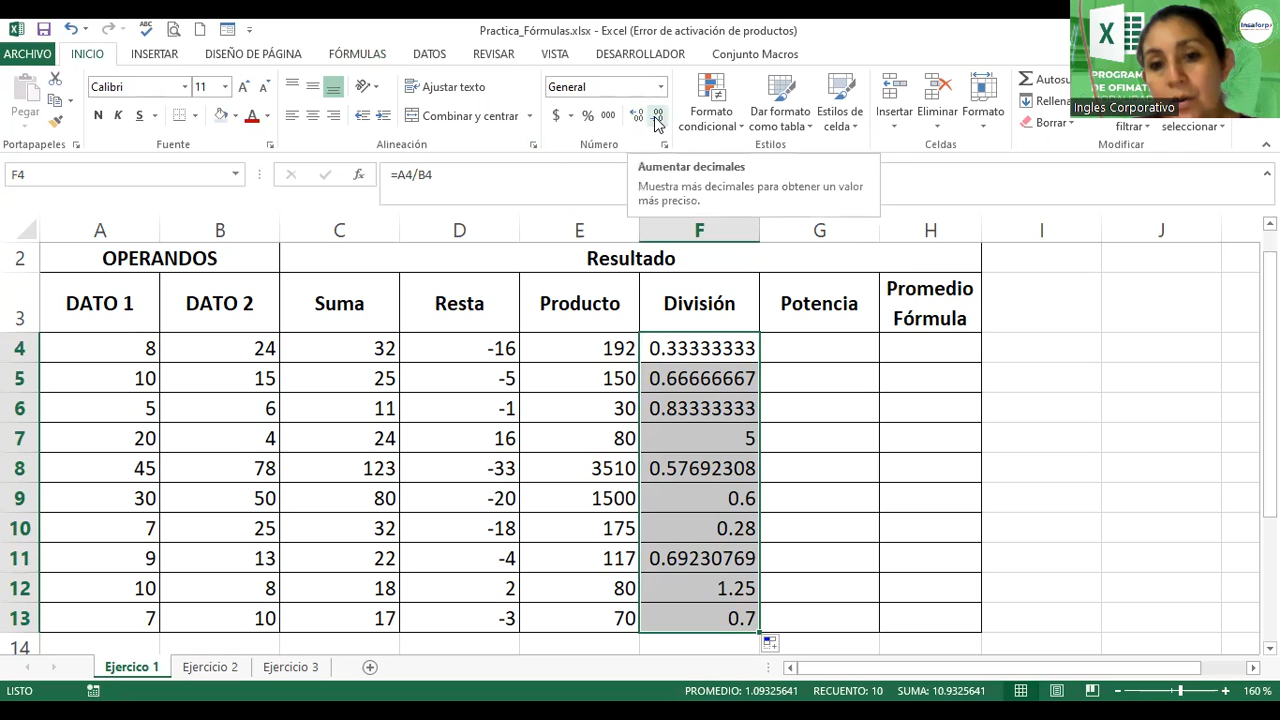 Practica_Fórmulas.xlsx - Excel (Error de activación de productos)
ARCHIVO INICIO INSERTAR DISEÑO DE PÁGINA FÓRMULAS DATOS REVISAR VISTA DESARROLLADOR Conjunto Macros
Pegar
Calibri 11
N K S
Ajustar texto
Combinar y centrar
General
$ % 000
Formato condicional
Dar formato como tabla
Estilos de celda
Insertar Eliminar Formato
Autosu
Rellena
Borrar
filtrar seleccionar
Portapapeles Fuente Alineación Número Estilos Celdas
X
PROGRAM
DE OFIMAT
Insaforp
Ingles Corporativo
F4 fx =A4/B4
Aumentar decimales
Muestra más decimales para obtener un valor
más preciso.
A B C D E F G H I J
2 OPERANDOS Resultado
3 DATO 1 DATO 2 Suma Resta Producto División Potencia Promedio Fórmula
4 8 24 32 -16 192 0.33333333
5 10 15 25 -5 150 0.66666667
6 5 6 11 -1 30 0.83333333
7 20 4 24 16 80 5
8 45 78 123 -33 3510 0.57692308
9 30 50 80 -20 1500 0.6
10 7 25 32 -18 175 0.28
11 9 13 22 -4 117 0.69230769
12 10 8 18 2 80 1.25
13 7 10 17 -3 70 0.7
14
Ejercico 1 Ejercicio 2 Ejercicio 3
LISTO PROMEDIO: 1.09325641 RECUENTO: 10 SUMA: 10.9325641 160 %